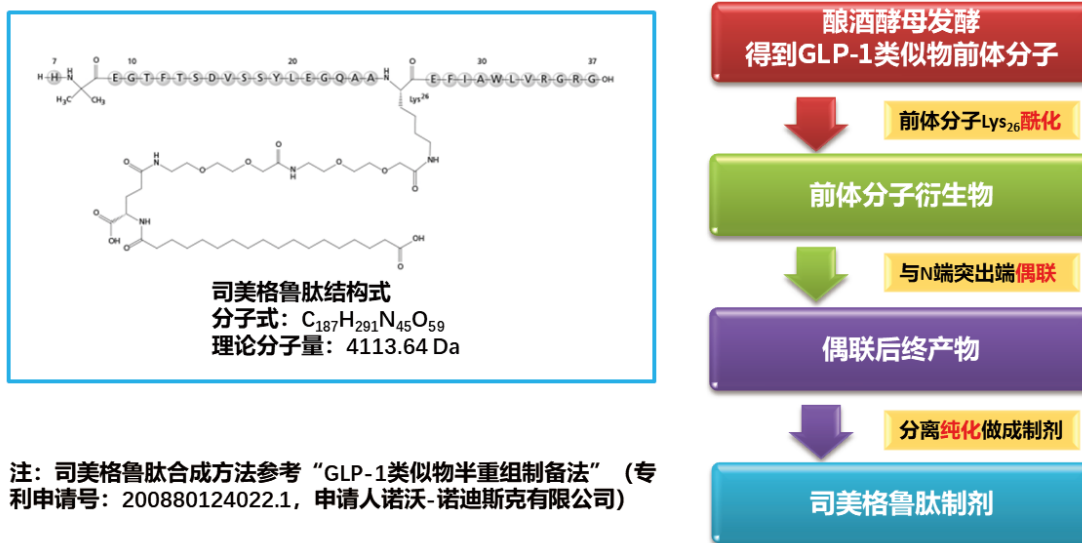 7
10
20
30
37
H-H-N
H
O
EGTFTSDVSSYLEGQAA
H
N
O
EFIAWLVRGRG-OH
H₃C
CH₃
Lys²⁶
O
H
N
O
O
O
N
H
O
O
O
NH
O
NH
OH
O
O
OH
O
司美格鲁肽结构式
分子式：C₁₈₇H₂₉₁N₄₅O₅₉
理论分子量：4113.64 Da
注：司美格鲁肽合成方法参考“GLP-1类似物半重组制备法”（专
利申请号：200880124022.1，申请人诺沃-诺迪斯克有限公司）
酿酒酵母发酵
得到GLP-1类似物前体分子
前体分子Lys₂₆酰化
前体分子衍生物
与N端突出端偶联
偶联后终产物
分离纯化做成制剂
司美格鲁肽制剂